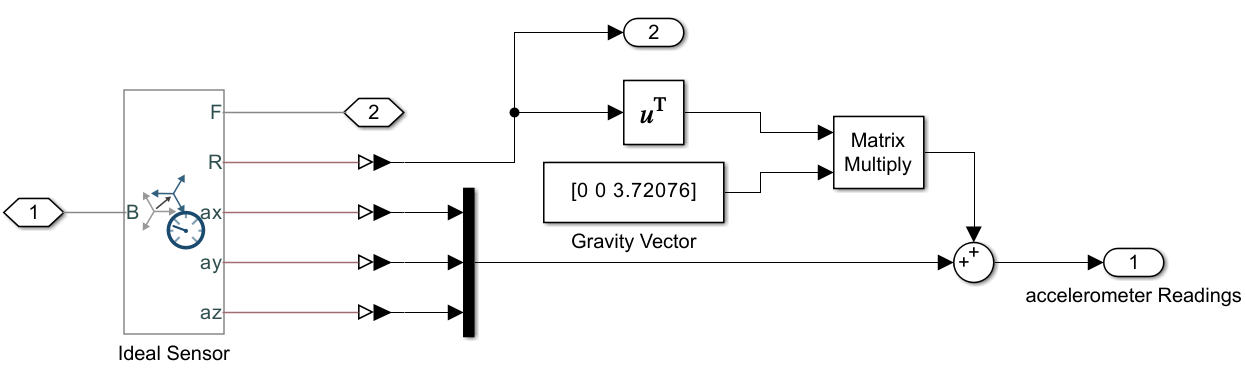 2
F
2
uT
Matrix
Multiply
R
[0 0 3.72076]
1
B
ax
Gravity Vector
+
+
1
ay
accelerometer Readings
az
Ideal Sensor